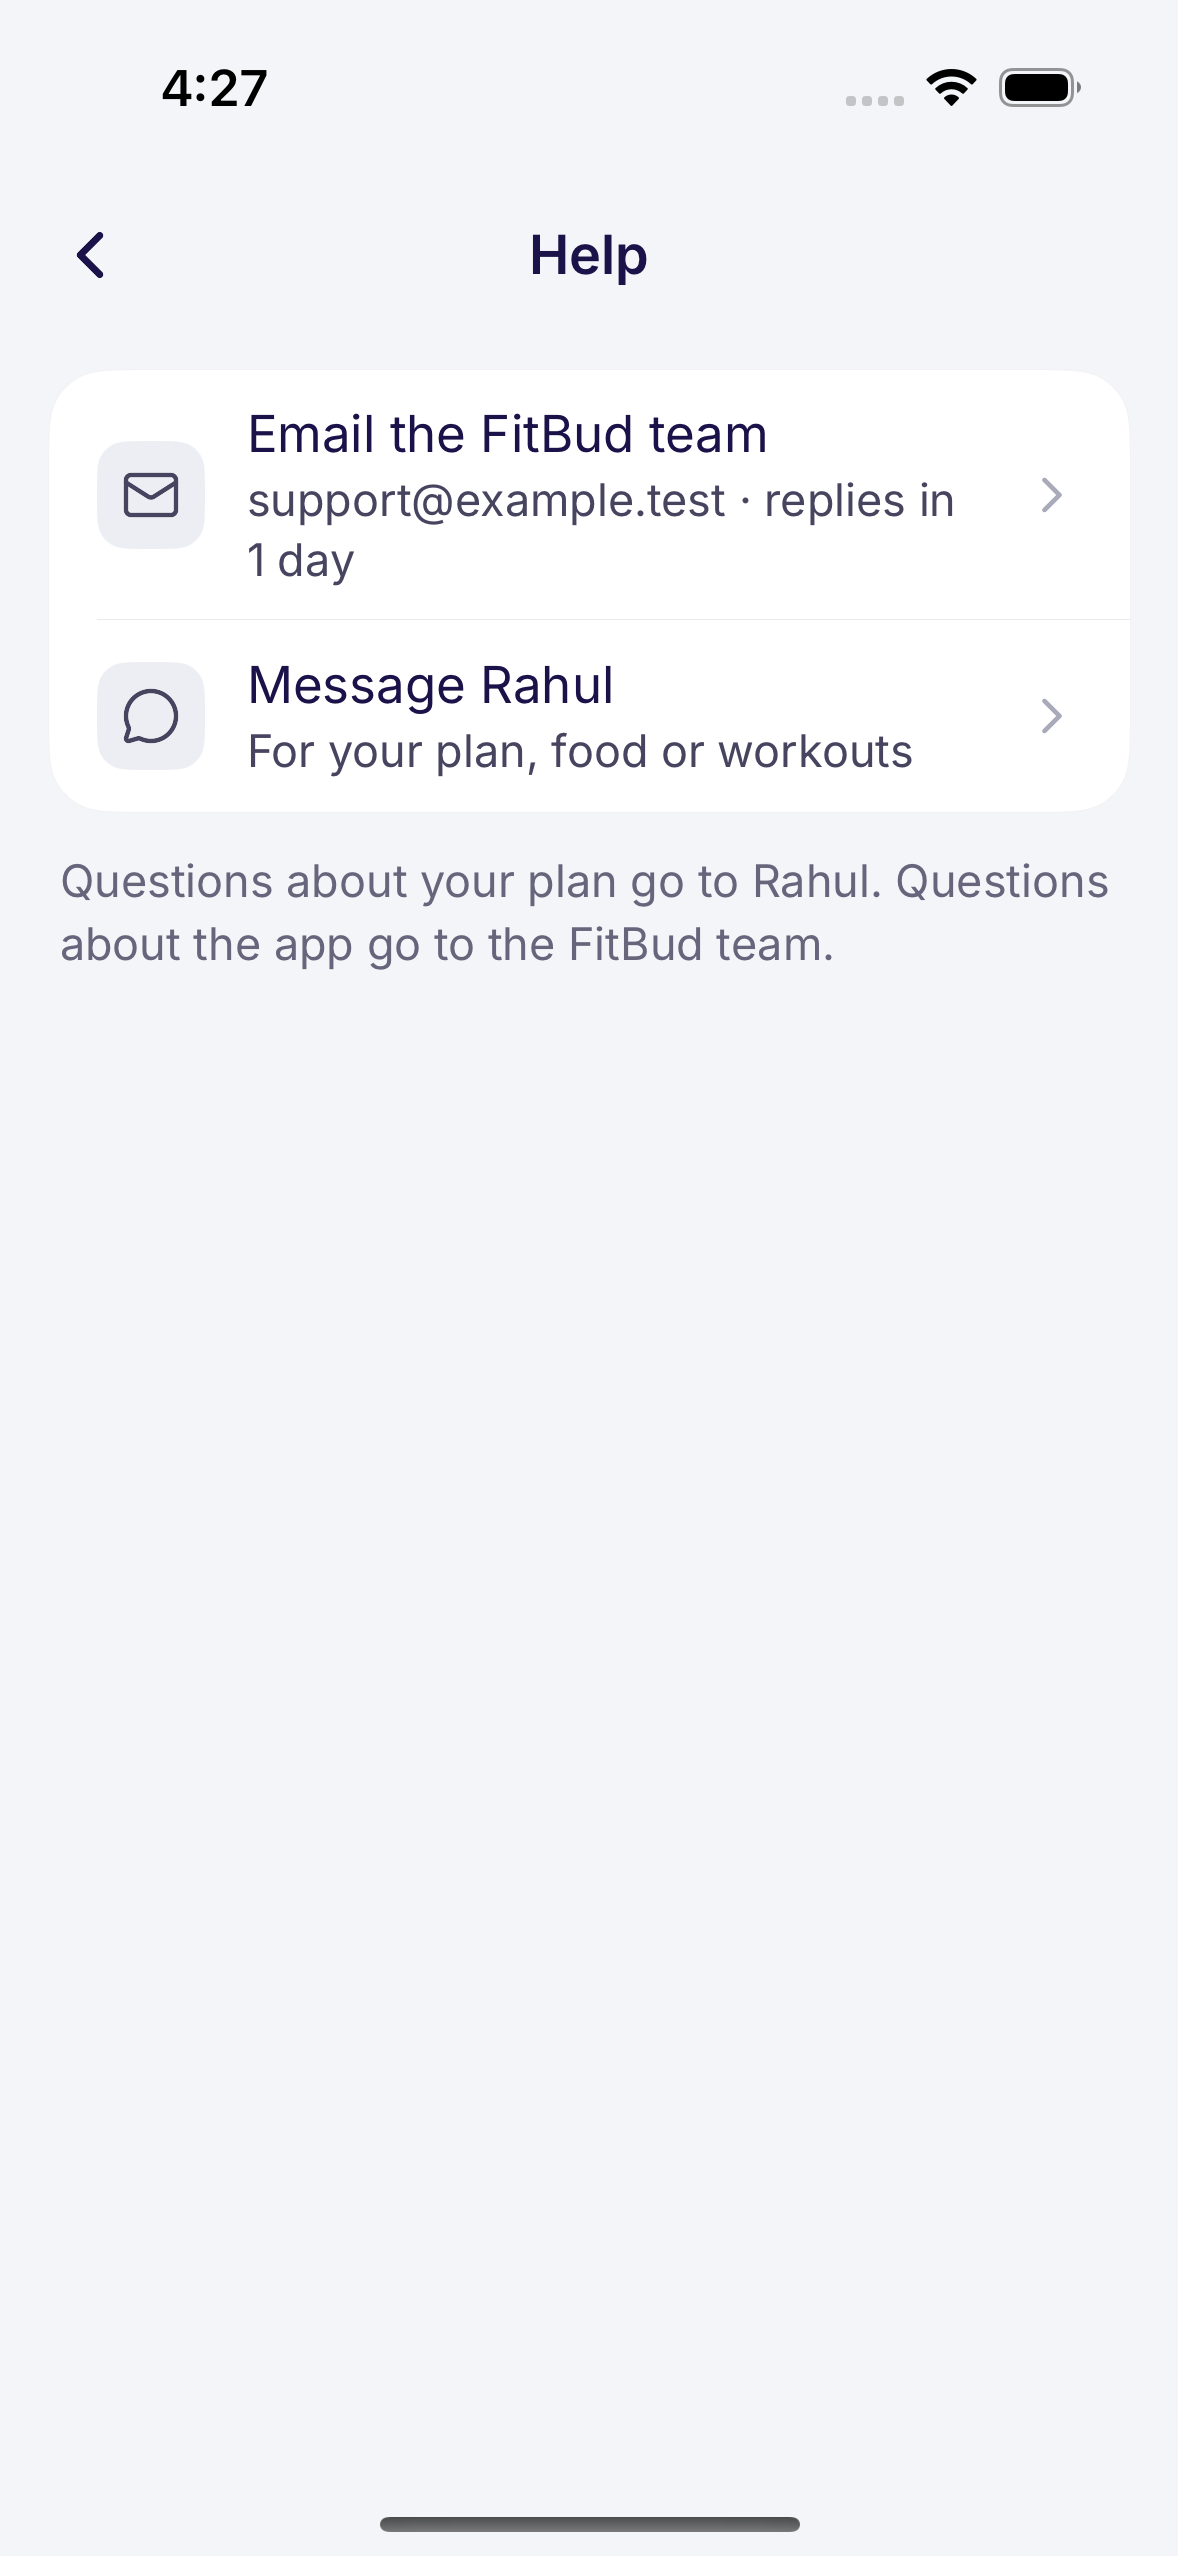 4:27
Help
Email the FitBud team
support@example.test · replies in
1 day
Message Rahul
For your plan, food or workouts
Questions about your plan go to Rahul. Questions
about the app go to the FitBud team.